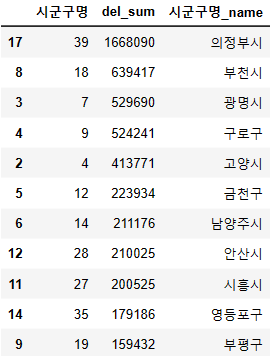 시군구명 del_sum 시군구명_name
17 39 1668090 의정부시
8 18 639417 부천시
3 7 529690 광명시
4 9 524241 구로구
2 4 413771 고양시
5 12 223934 금천구
6 14 211176 남양주시
12 28 210025 안산시
11 27 200525 시흥시
14 35 179186 영등포구
9 19 159432 부평구